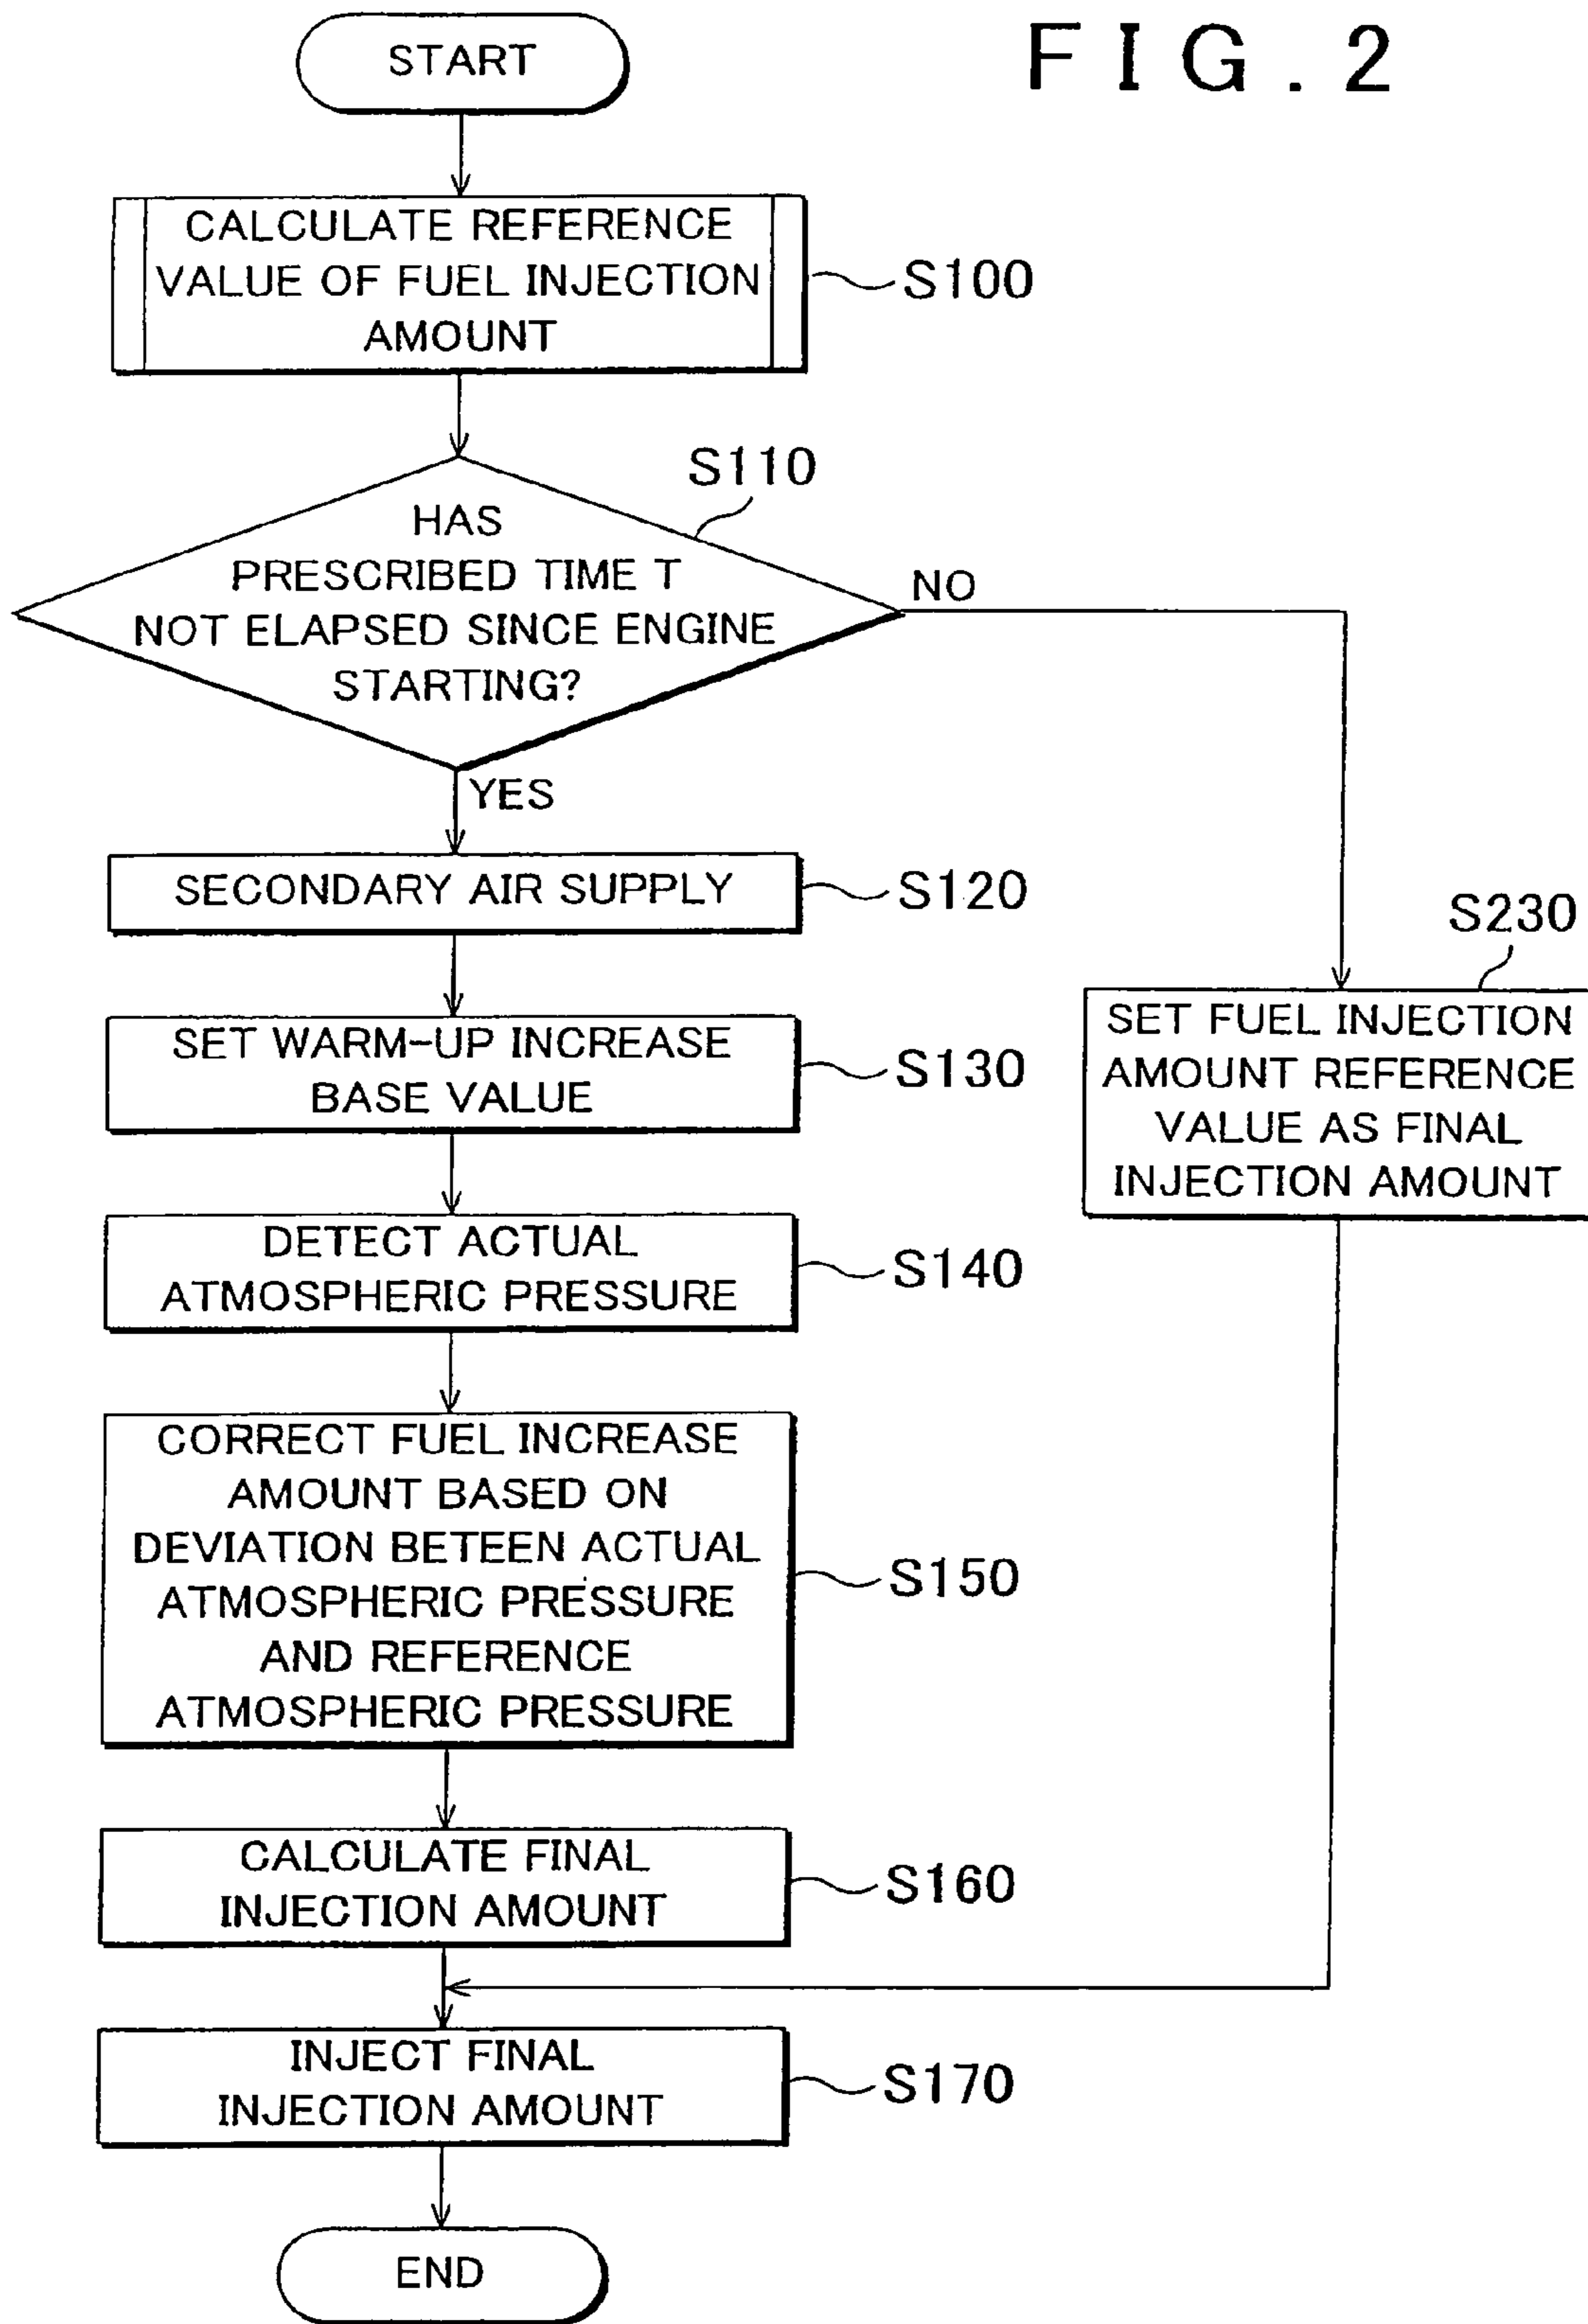 FIG. 2
START
CALCULATE REFERENCE
VALUE OF FUEL INJECTION
AMOUNT
S100
S110
HAS
PRESCRIBED TIME T
NOT ELAPSED SINCE ENGINE
STARTING?
NO
YES
SECONDARY AIR SUPPLY
S120
SET WARM-UP INCREASE
BASE VALUE
S130
S230
SET FUEL INJECTION
AMOUNT REFERENCE
VALUE AS FINAL
INJECTION AMOUNT
DETECT ACTUAL
ATMOSPHERIC PRESSURE
S140
CORRECT FUEL INCREASE
AMOUNT BASED ON
DEVIATION BETEEN ACTUAL
ATMOSPHERIC PRESSURE
AND REFERENCE
ATMOSPHERIC PRESSURE
S150
CALCULATE FINAL
INJECTION AMOUNT
S160
INJECT FINAL
INJECTION AMOUNT
S170
END